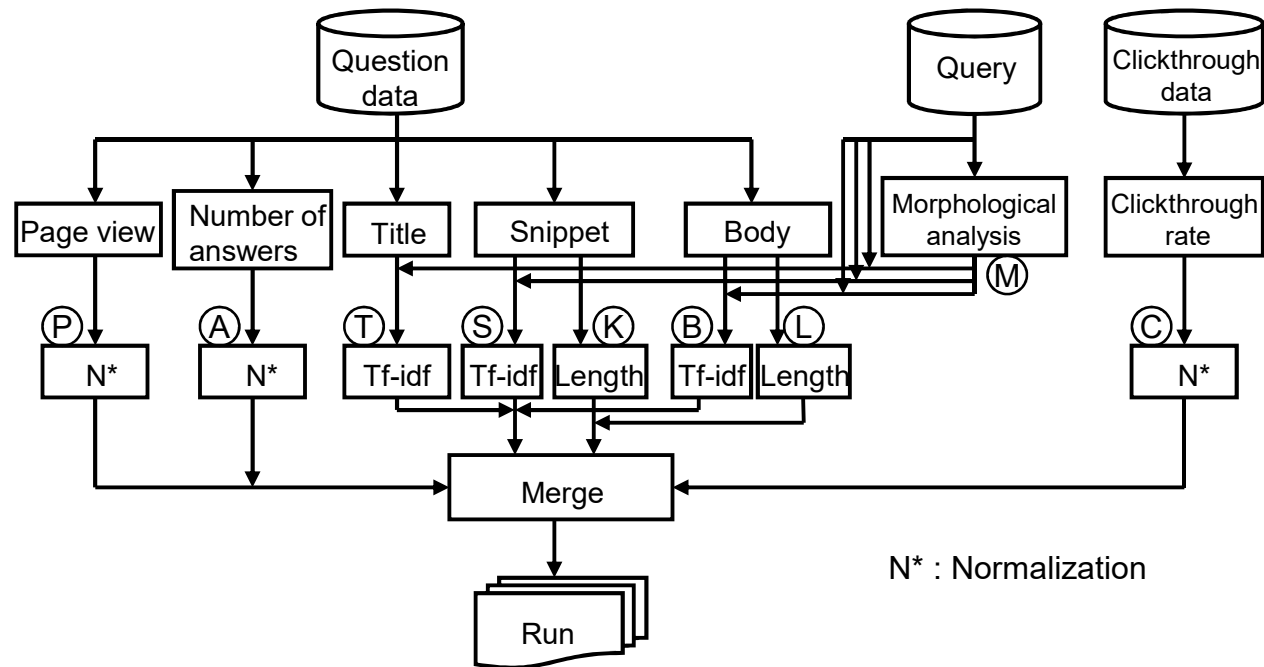 Question
data
Query
Clickthrough
data
Page view
Number of
answers
Title
Snippet
Body
Morphological
analysis
Clickthrough
rate
M
P
A
T
S
K
B
L
C
N*
N*
Tf-idf
Tf-idf
Length
Tf-idf
Length
N*
Merge
N* : Normalization
Run